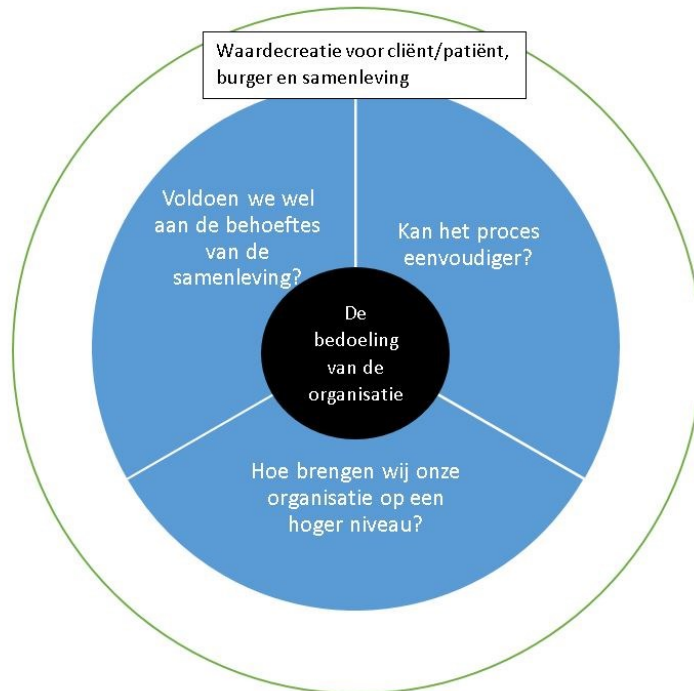 Waardecreatie voor cliënt/patiënt,
burger en samenleving
Voldoen we wel
aan de behoeftes
van de
samenleving?
Kan het proces
eenvoudiger?
De
bedoeling
van de
organisatie
Hoe brengen wij onze
organisatie op een
hoger niveau?